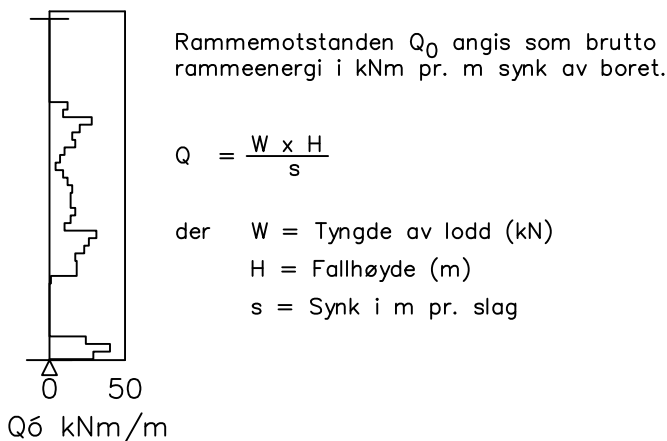 Rammemotstanden Q0 angis som brutto
rammeenergi i kNm pr. m synk av boret.
Q = W x H
s
der W = Tyngde av lodd (kN)
H = Fallhøyde (m)
s = Synk i m pr. slag
0 50
Qó kNm/m